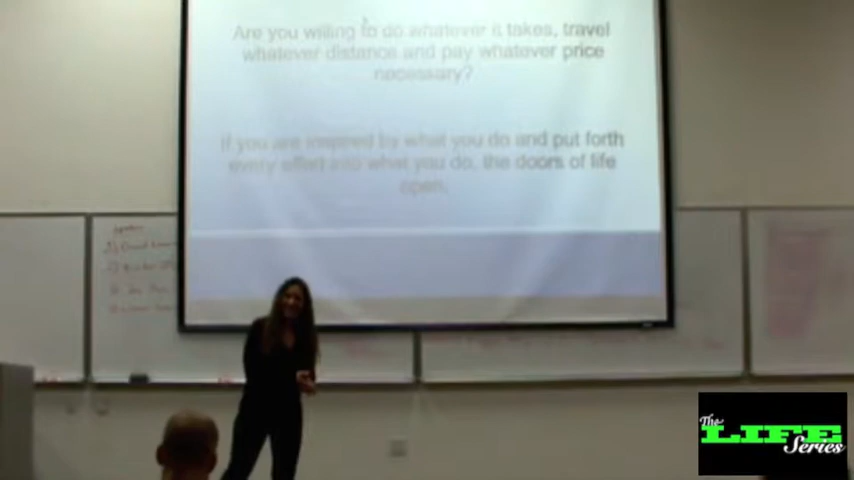 Are you willing to do whatever it takes, travel
whatever distance and pay whatever price
necessary?
If you are inspired by what you do and put forth
every effort into what you do, the doors of life
open.
The
LIFE
Series